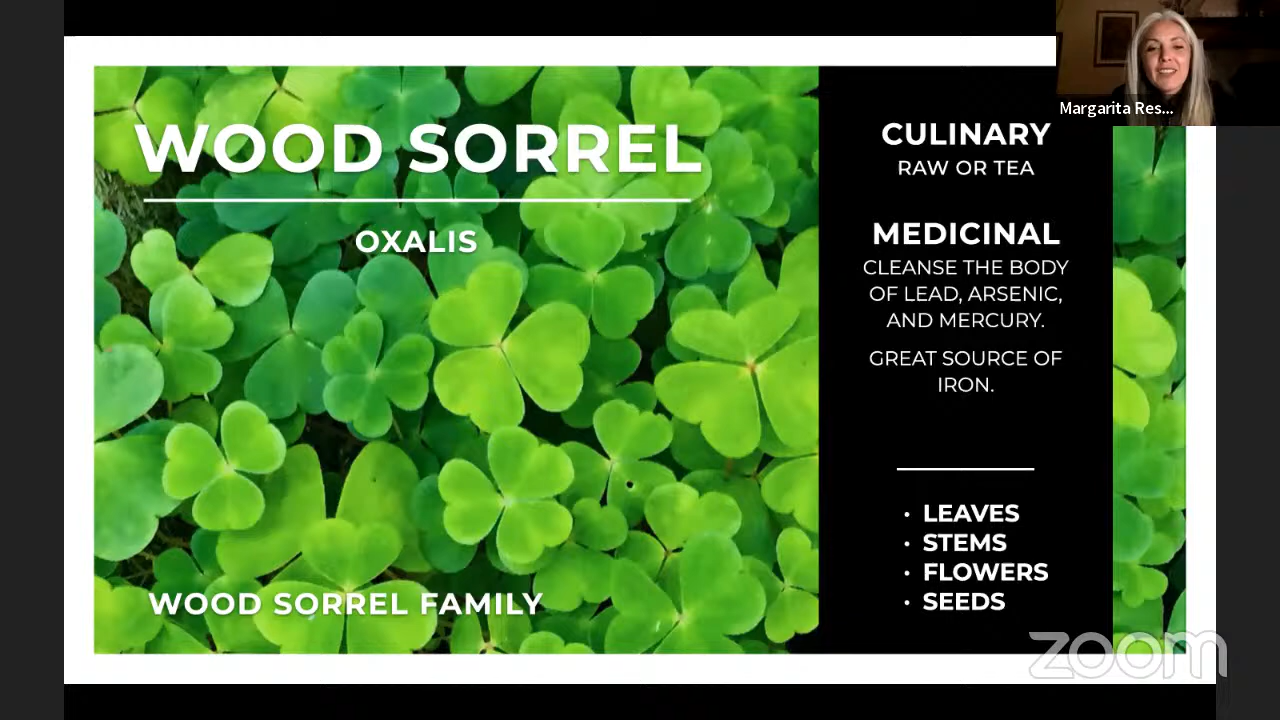 WOOD SORREL
OXALIS
WOOD SORREL FAMILY
CULINARY
RAW OR TEA
MEDICINAL
CLEANSE THE BODY
OF LEAD, ARSENIC,
AND MERCURY.
GREAT SOURCE OF
IRON.
• LEAVES
• STEMS
• FLOWERS
• SEEDS
Margarita Res...
zoom